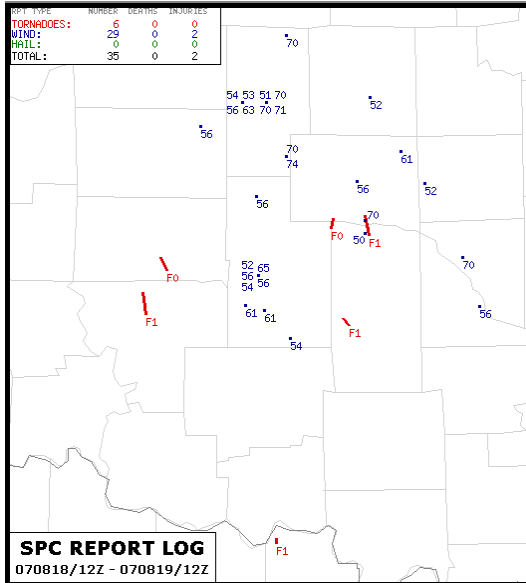 RPT TYPE NUMBER DEATHS INJURIES
TORNADOES: 6 0 0
WIND: 29 0 2
HAIL: 0 0 0
TOTAL: 35 0 2
70
54 53 51 70
56 63 70 71
52
56
70
74
61
56
52
56
70
F0
50 F1
52 65
56 56
54
70
F0
61 61
56
F1
F1
54
F1
SPC REPORT LOG
070818/12Z - 070819/12Z